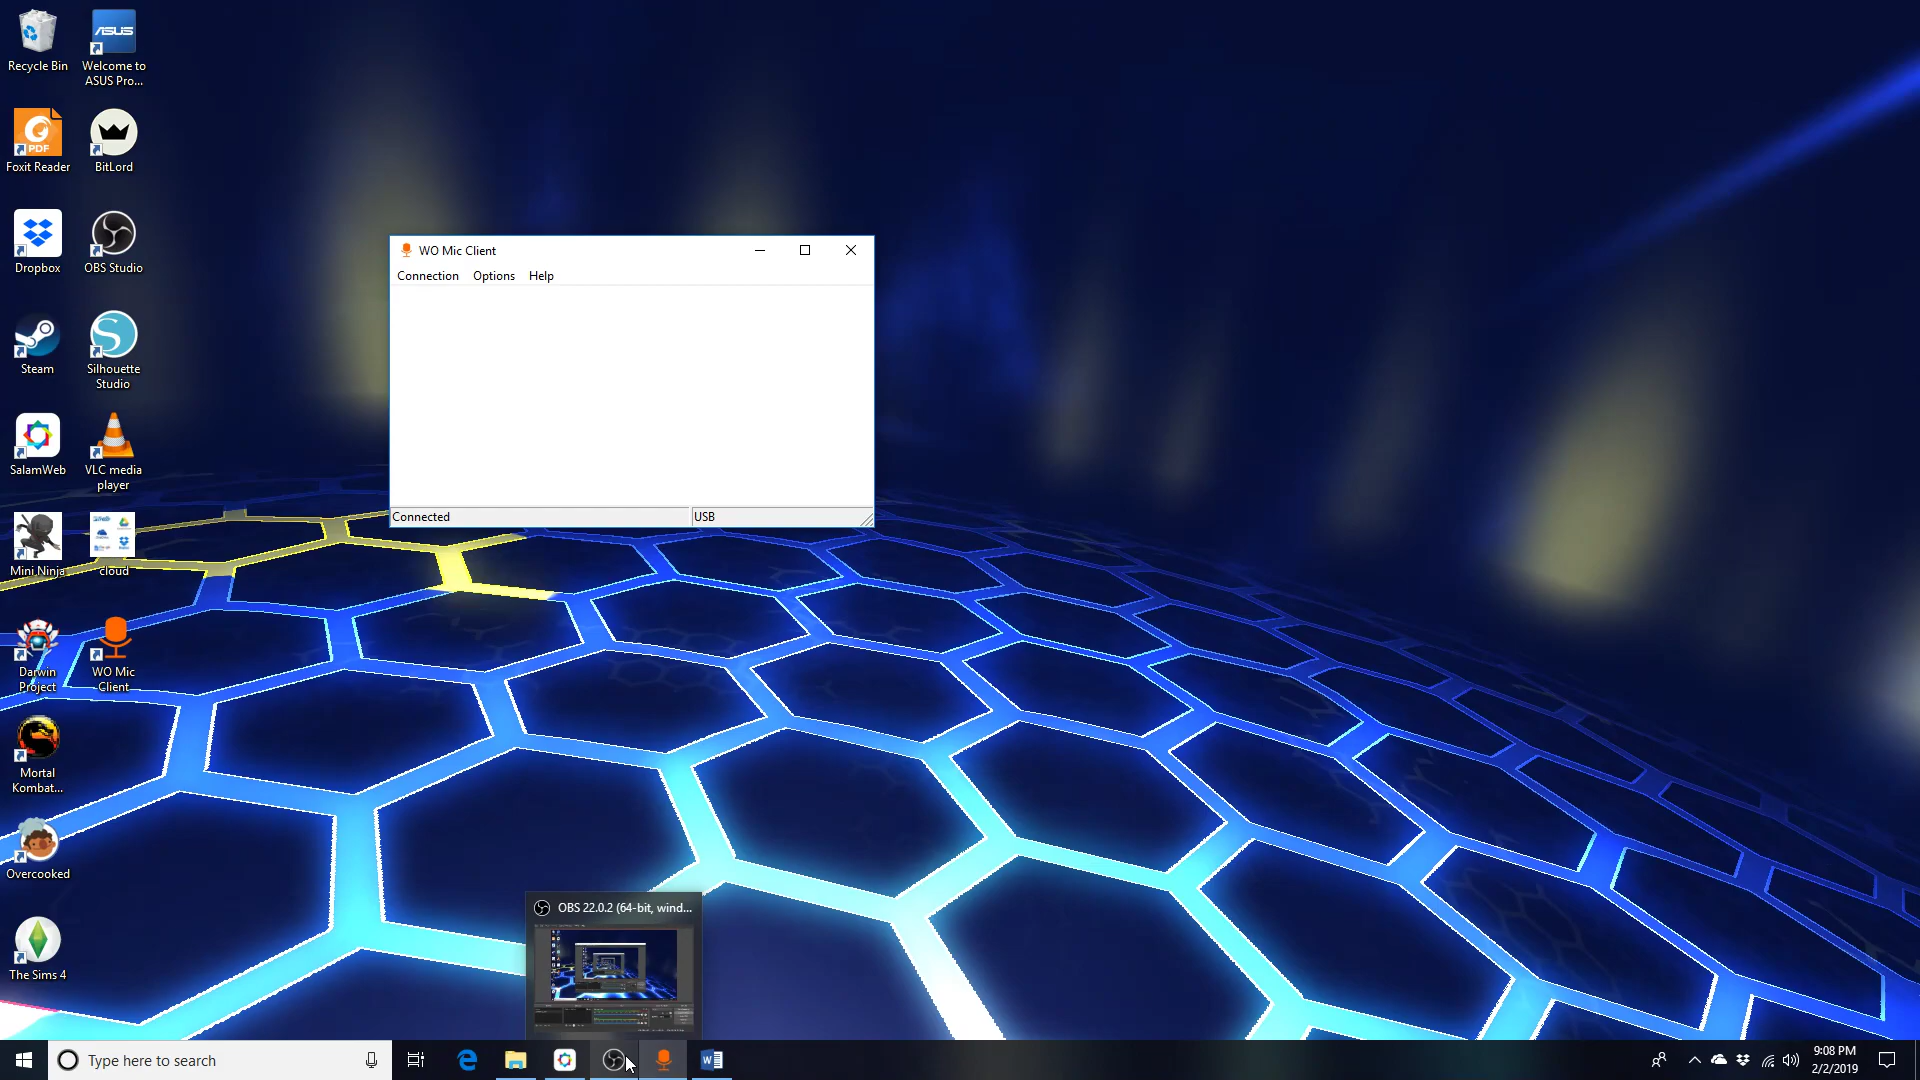 Recycle Bin
Welcome to
ASUS Pro...
ASUS
Foxit Reader
PDF
BitLord
Dropbox
OBS Studio
Steam
Silhouette
Studio
SalamWeb
VLC media
player
Mini Ninja
cloud
Darwin
Project
WO Mic
Client
Mortal
Kombat...
Overcooked
The Sims 4
WO Mic Client
Connection Options Help
Connected USB
OBS 22.0.2 (64-bit, wind...
Type here to search
9:08 PM
2/2/2019